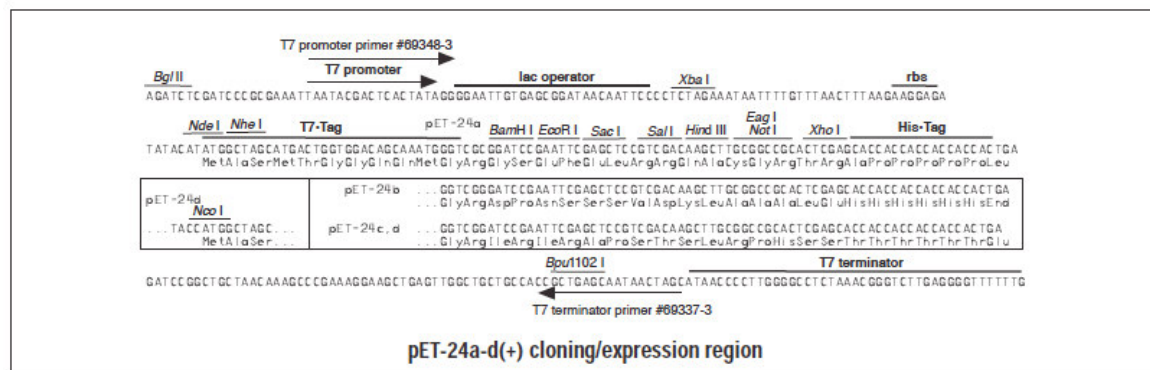 T7 promoter primer #69348-3
Bgl II T7 promoter lac operator Xba I rbs
AGATCTCGATCCCGCGAAATTAATACGACTCACTATAGGGGAATTGTGAGCGGATAACAATTCCCCTCTAGAAATAATTTTGTTTAACTTTAAGAAGGAGA
Nde I Nhe I T7•Tag pET-24a BamH I EcoR I Sac I Sal I Hind III Eag I Not I Xho I His•Tag
TATACATATGGCTAGCATGACTGGTGGACAGCAAATGGGTCGCGGATCCGAATTCGAGCTCCGTCGACAAGCTTGCGGCCGCACTCGAGCACCACCACCACCACCACTGA
MetAlaSerMetThrGlyGlyGlnGlnMetGlyArgGlySerGluPheGluLeuArgArgGlnAlaCysGlyArgThrArgAlaProProProProProLeu
pET-24d
Nco I
...TACCATGGCTAGC...
MetAlaSer...
pET-24b ...GGTCGGGATCCGAATTCGAGCTCCGTCGACAAGCTTGCGGCCGCACTCGAGCACCACCACCACCACCACTGA
...GlyArgAspProAsnSerSerSerValAspLysLeuAlaAlaAlaLeuGluHisHisHisHisHisHisEnd
pET-24c,d ...GGTCGGATCCGAATTCGAGCTCCGTCGACAAGCTTGCGGCCGCACTCGAGCACCACCACCACCACCACTGA
...GlyArgIleArgIleArgAlaProSerThrSerLeuArgProHisSerSerThrThrThrThrThrThrGlu
Bpu1102 I T7 terminator
GATCCGGCTGCTAACAAAGCCCGAAAGGAAGCTGAGTTGGCTGCTGCCACCGCTGAGCAATAACTAGCATAACCCCTTGGGGCCTCTAAACGGGTCTTGAGGGGTTTTTTG
T7 terminator primer #69337-3
pET-24a-d(+) cloning/expression region